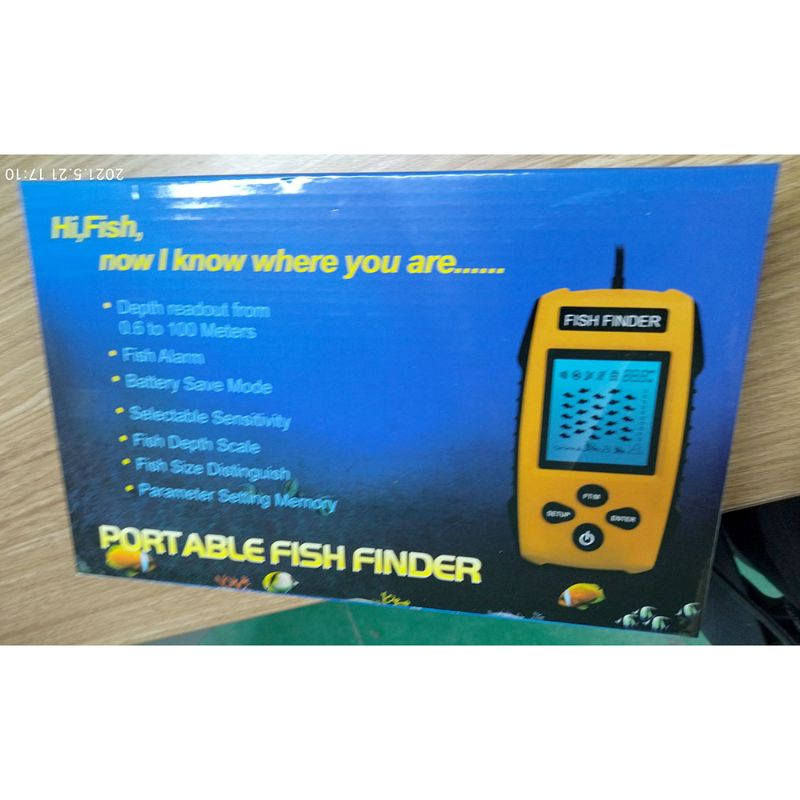 2021.5.21 17:10
Hi,Fish,
now I know where you are......
Depth readout from
0.6 to 100 Meters
Fish Alarm
Battery Save Mode
Selectable Sensitivity
Fish Depth Scale
Fish Size Distinguish
Parameter Setting Memory
PORTABLE FISH FINDER
FISH FINDER
SETUP
ENTER